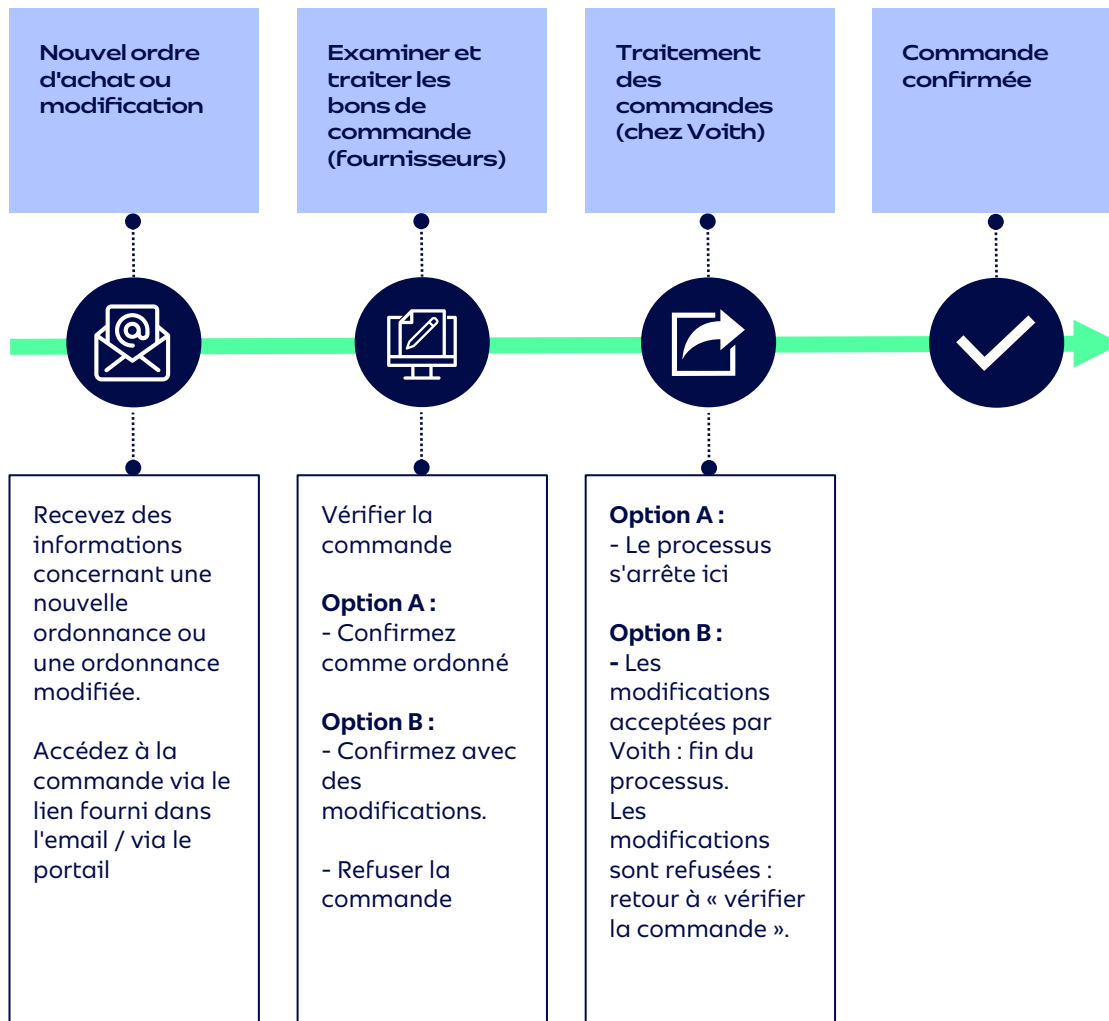 Nouvel ordre
d'achat ou
modification
Examiner et
traiter les
bons de
commande
(fournisseurs)
Traitement
des
commandes
(chez Voith)
Commande
confirmée
@
Recevez des
informations
concernant une
nouvelle
ordonnance ou
une ordonnance
modifiée.
Accédez à la
commande via le
lien fourni dans
l'email / via le
portail
Vérifier la
commande
Option A :
- Confirmez
comme ordonné
Option B :
- Confirmez avec
des
modifications.
- Refuser la
commande
Option A :
- Le processus
s'arrête ici
Option B :
- Les
modifications
acceptées par
Voith : fin du
processus.
Les
modifications
sont refusées :
retour à « vérifier
la commande ».